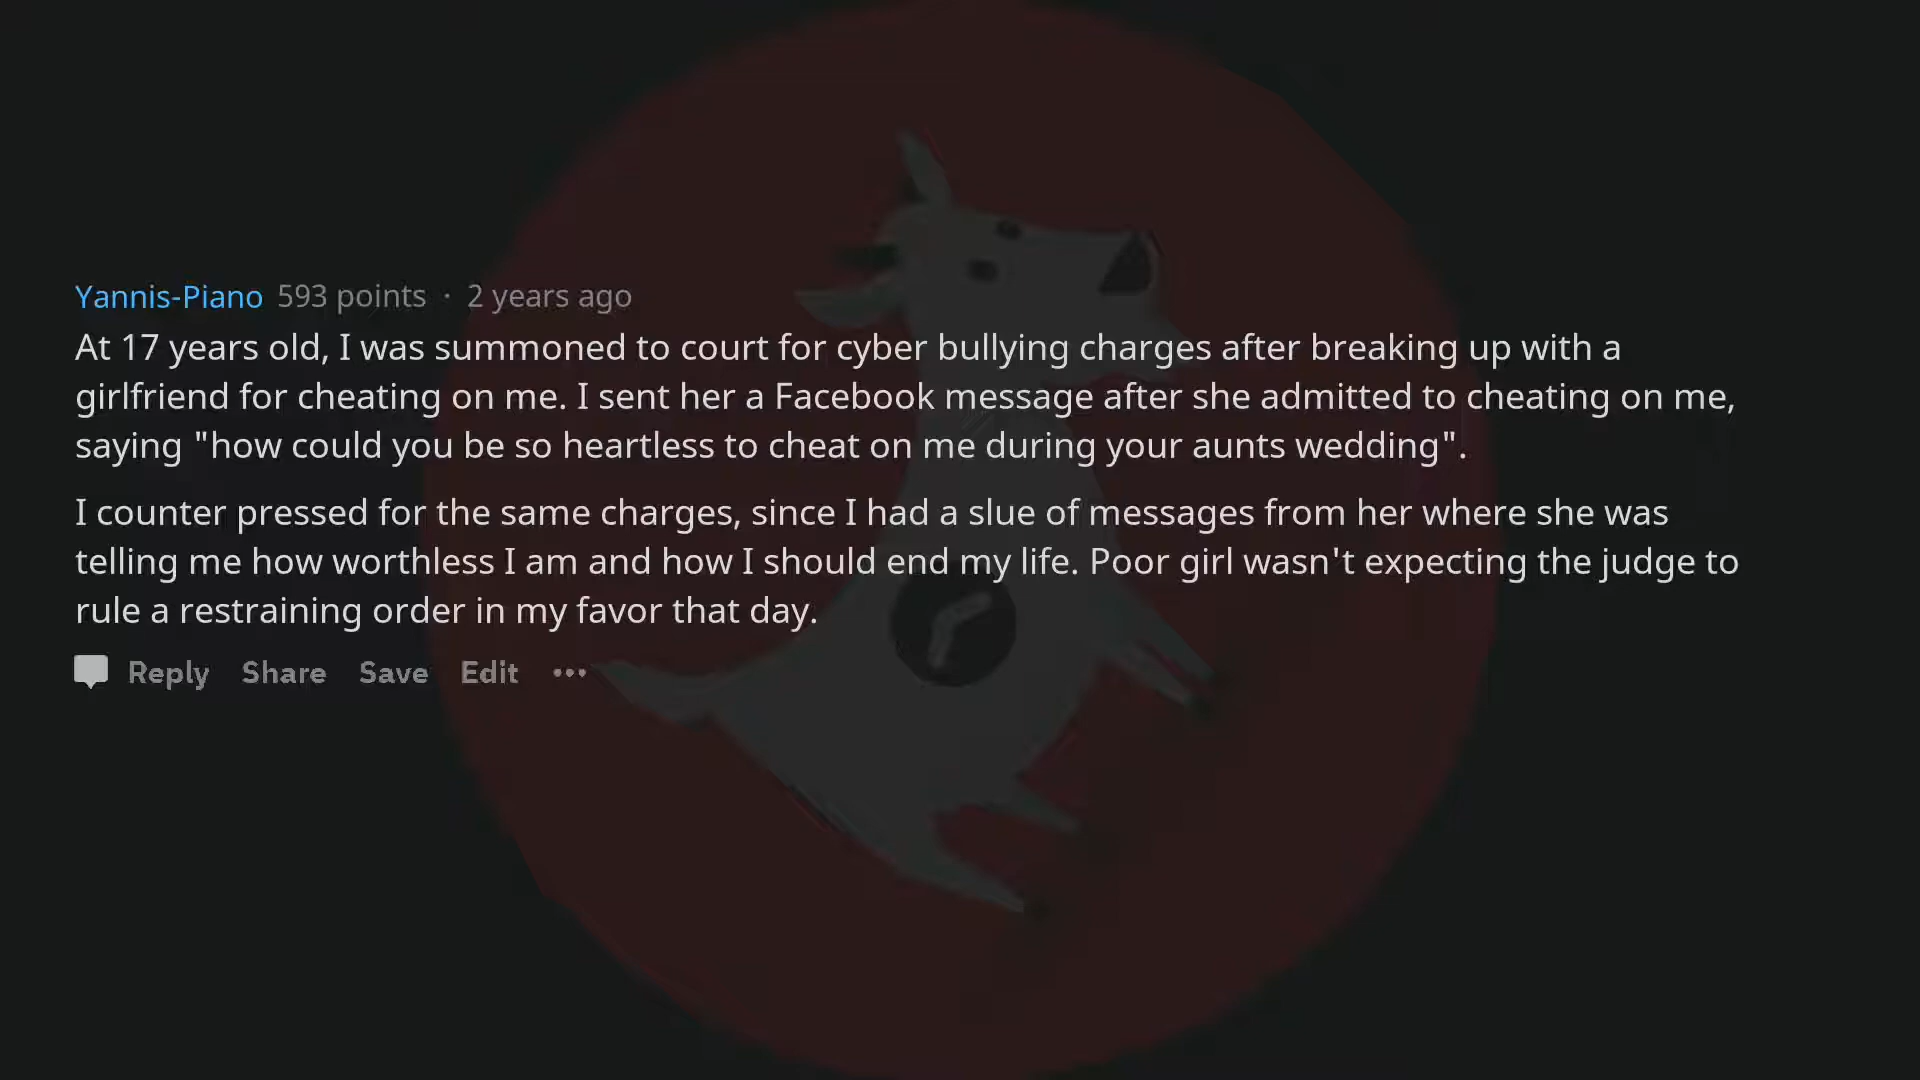 Yannis-Piano 593 points · 2 years ago
At 17 years old, I was summoned to court for cyber bullying charges after breaking up with a
girlfriend for cheating on me. I sent her a Facebook message after she admitted to cheating on me,
saying "how could you be so heartless to cheat on me during your aunts wedding".
I counter pressed for the same charges, since I had a slue of messages from her where she was
telling me how worthless I am and how I should end my life. Poor girl wasn't expecting the judge to
rule a restraining order in my favor that day.
Reply Share Save Edit •••